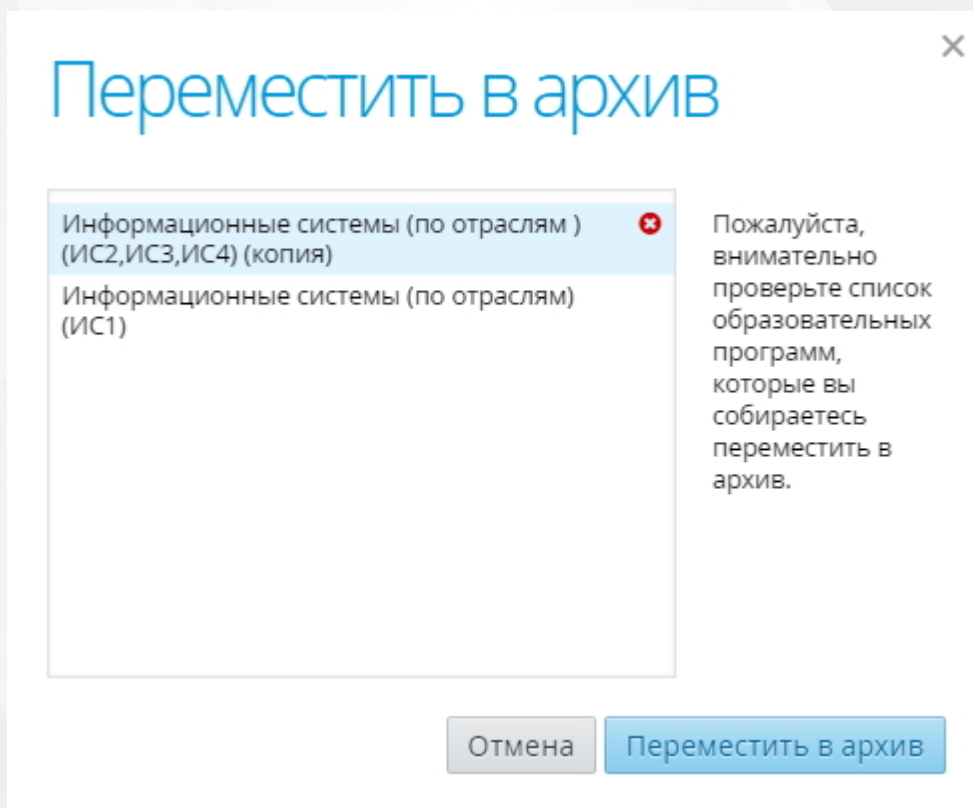 Переместить в архив
Информационные системы (по отраслям )
(ИС2,ИС3,ИС4) (копия)
Информационные системы (по отраслям)
(ИС1)
Пожалуйста,
внимательно
проверьте список
образовательных
программ,
которые вы
собираетесь
переместить в
архив.
Отмена
Переместить в архив